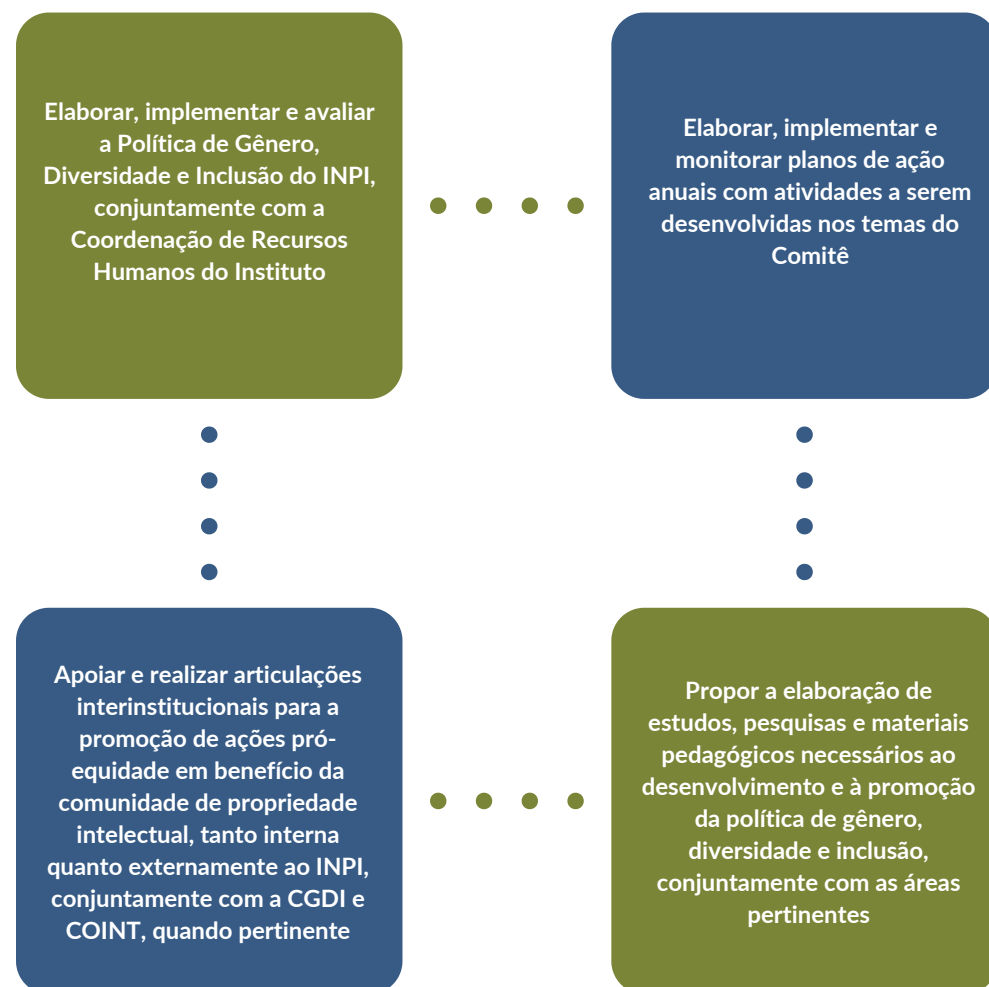 Elaborar, implementar e avaliar
a Política de Gênero,
Diversidade e Inclusão do INPI,
conjuntamente com a
Coordenação de Recursos
Humanos do Instituto
Elaborar, implementar e
monitorar planos de ação
anuais com atividades a serem
desenvolvidas nos temas do
Comitê
Apoiar e realizar articulações
interinstitucionais para a
promoção de ações pró-
equidade em benefício da
comunidade de propriedade
intelectual, tanto interna
quanto externamente ao INPI,
conjuntamente com a CGDI e
COINT, quando pertinente
Propor a elaboração de
estudos, pesquisas e materiais
pedagógicos necessários ao
desenvolvimento e à promoção
da política de gênero,
diversidade e inclusão,
conjuntamente com as áreas
pertinentes